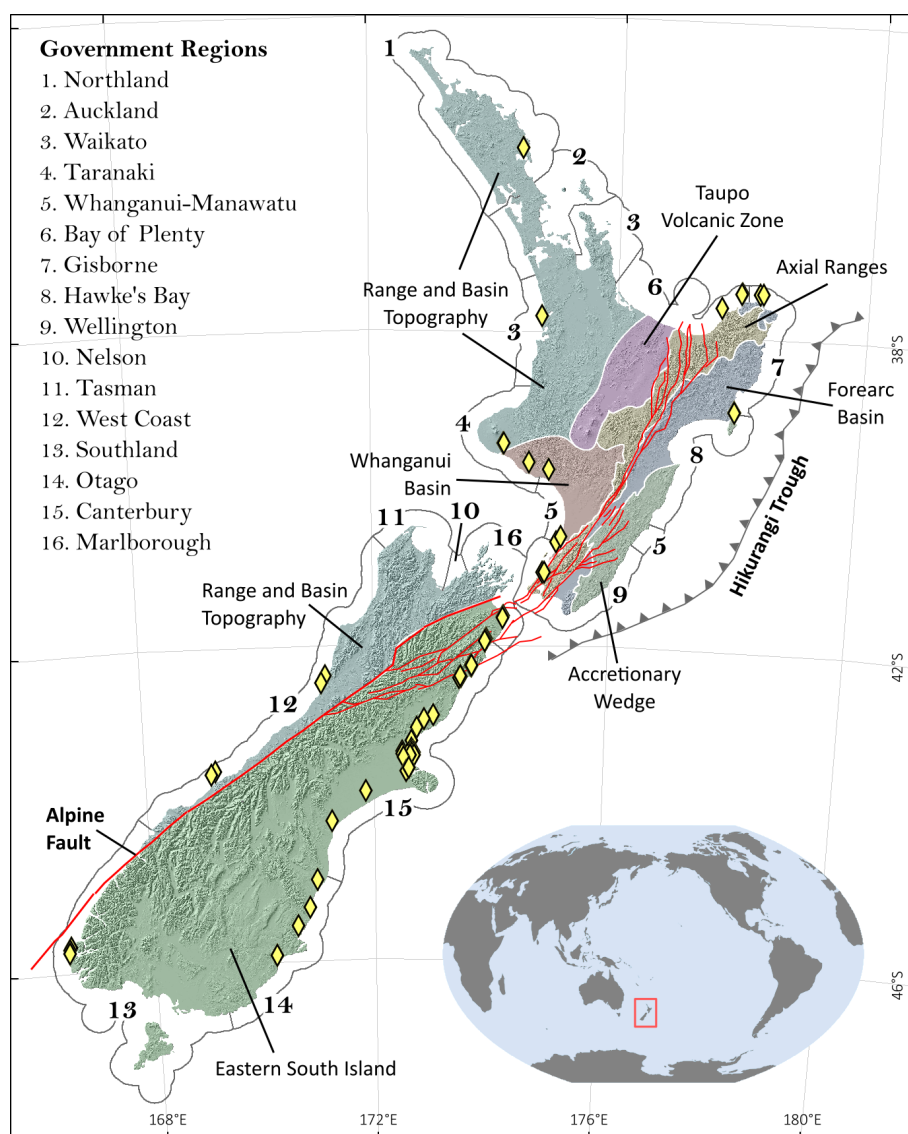 Government Regions
1. Northland
2. Auckland
3. Waikato
4. Taranaki
5. Whanganui-Manawatu
6. Bay of Plenty
7. Gisborne
8. Hawke's Bay
9. Wellington
10. Nelson
11. Tasman
12. West Coast
13. Southland
14. Otago
15. Canterbury
16. Marlborough
1
2
Taupo
Volcanic Zone
3
6
Axial Ranges
Range and Basin
Topography
3
38°S
7
Forearc
Basin
4
8
Whanganui
Basin
5
10
11
16
5
Hikurangi Trough
Range and Basin
Topography
9
42°S
Accretionary
Wedge
12
15
Alpine
Fault
46°S
13
14
Eastern South Island
168°E
172°E
176°E
180°E